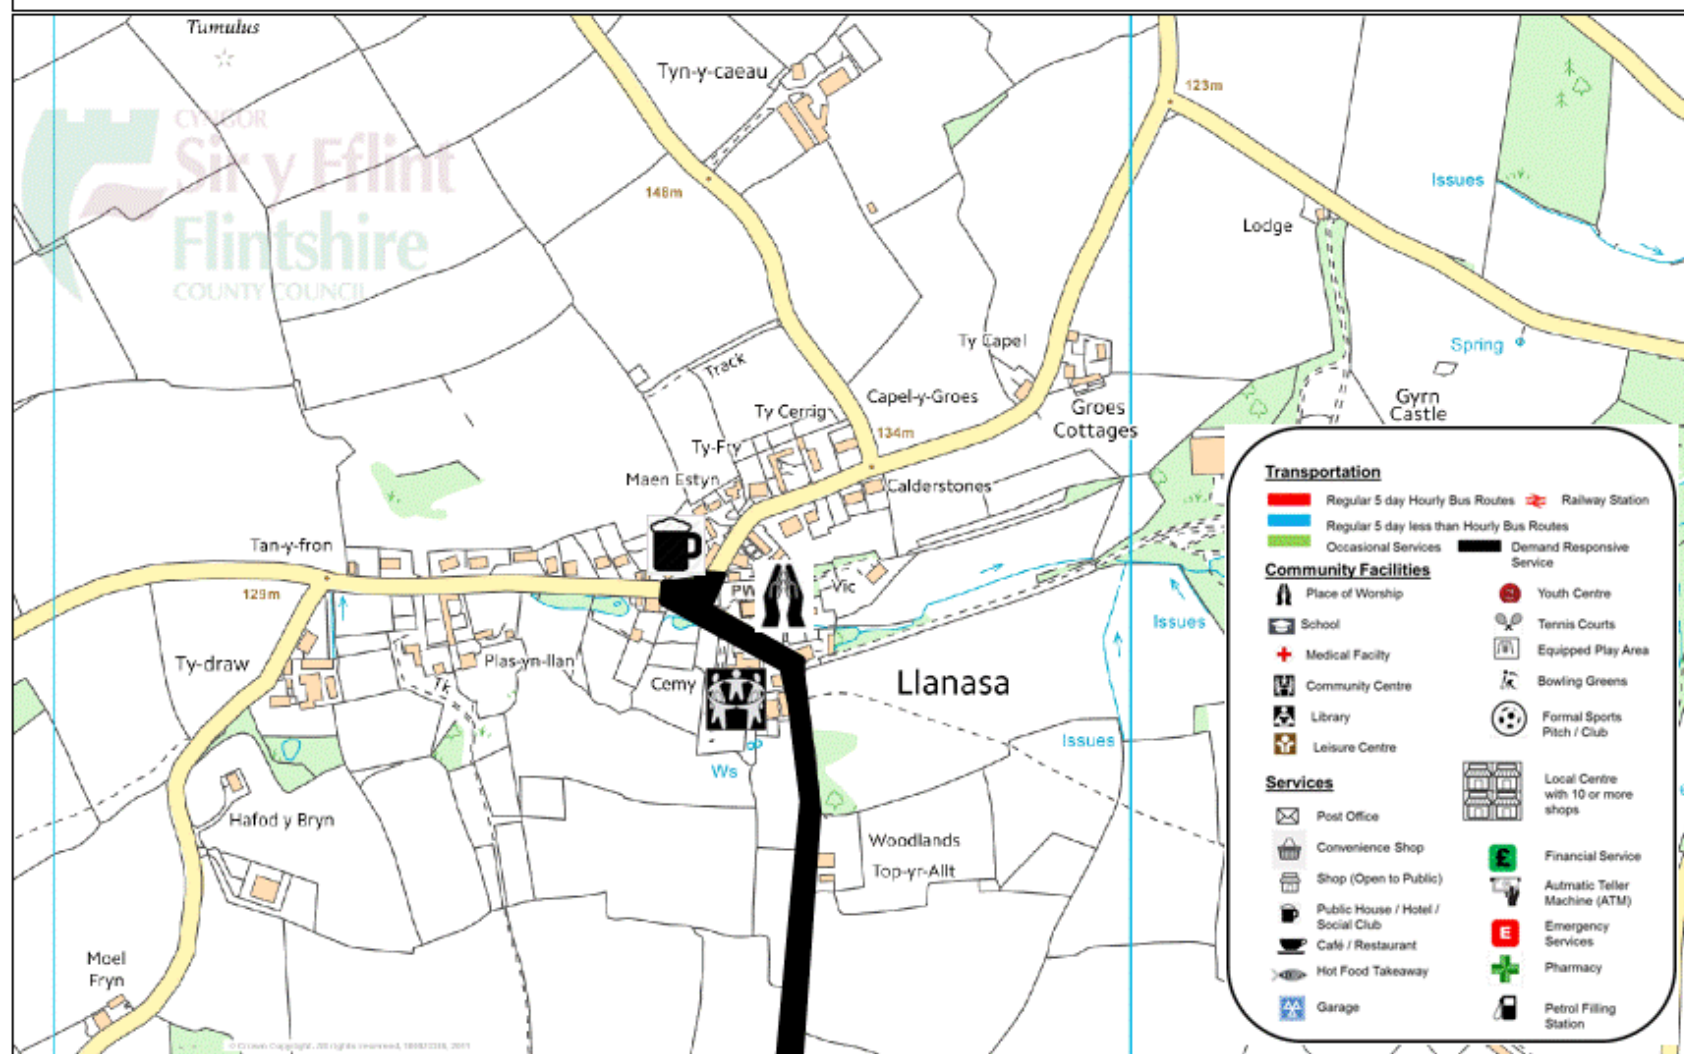 Tumulus
CYNGOR
Sir y Fflint
Flintshire
COUNTY COUNCIL
Tyn-y-caeau
123m
148m
Issues
Lodge
Spring
Track
Ty Capel
Capel-y-Groes
Groes
Cottages
Gyrn
Castle
Ty Cerrig
134m
Ty-Fry
Maen Estyn
Calderstones
Tan-y-fron
129m
PW
Vic
Issues
Ty-draw
Plas-yn-llan
Tk
Cemy
Llanasa
Issues
Ws
Hafod y Bryn
Woodlands
Top-yr-Allt
Moel
Fryn
Transportation
Regular 5 day Hourly Bus Routes
Railway Station
Regular 5 day less than Hourly Bus Routes
Occasional Services
Demand Responsive
Service
Community Facilities
Place of Worship
Youth Centre
School
Tennis Courts
Medical Facilty
Equipped Play Area
Community Centre
Bowling Greens
Library
Formal Sports
Pitch / Club
Leisure Centre
Services
Local Centre
with 10 or more
shops
Post Office
Convenience Shop
£
Financial Service
Shop (Open to Public)
Autmatic Teller
Machine (ATM)
Public House / Hotel /
Social Club
E
Emergency
Services
Café / Restaurant
Hot Food Takeaway
Pharmacy
Garage
Petrol Filling
Station